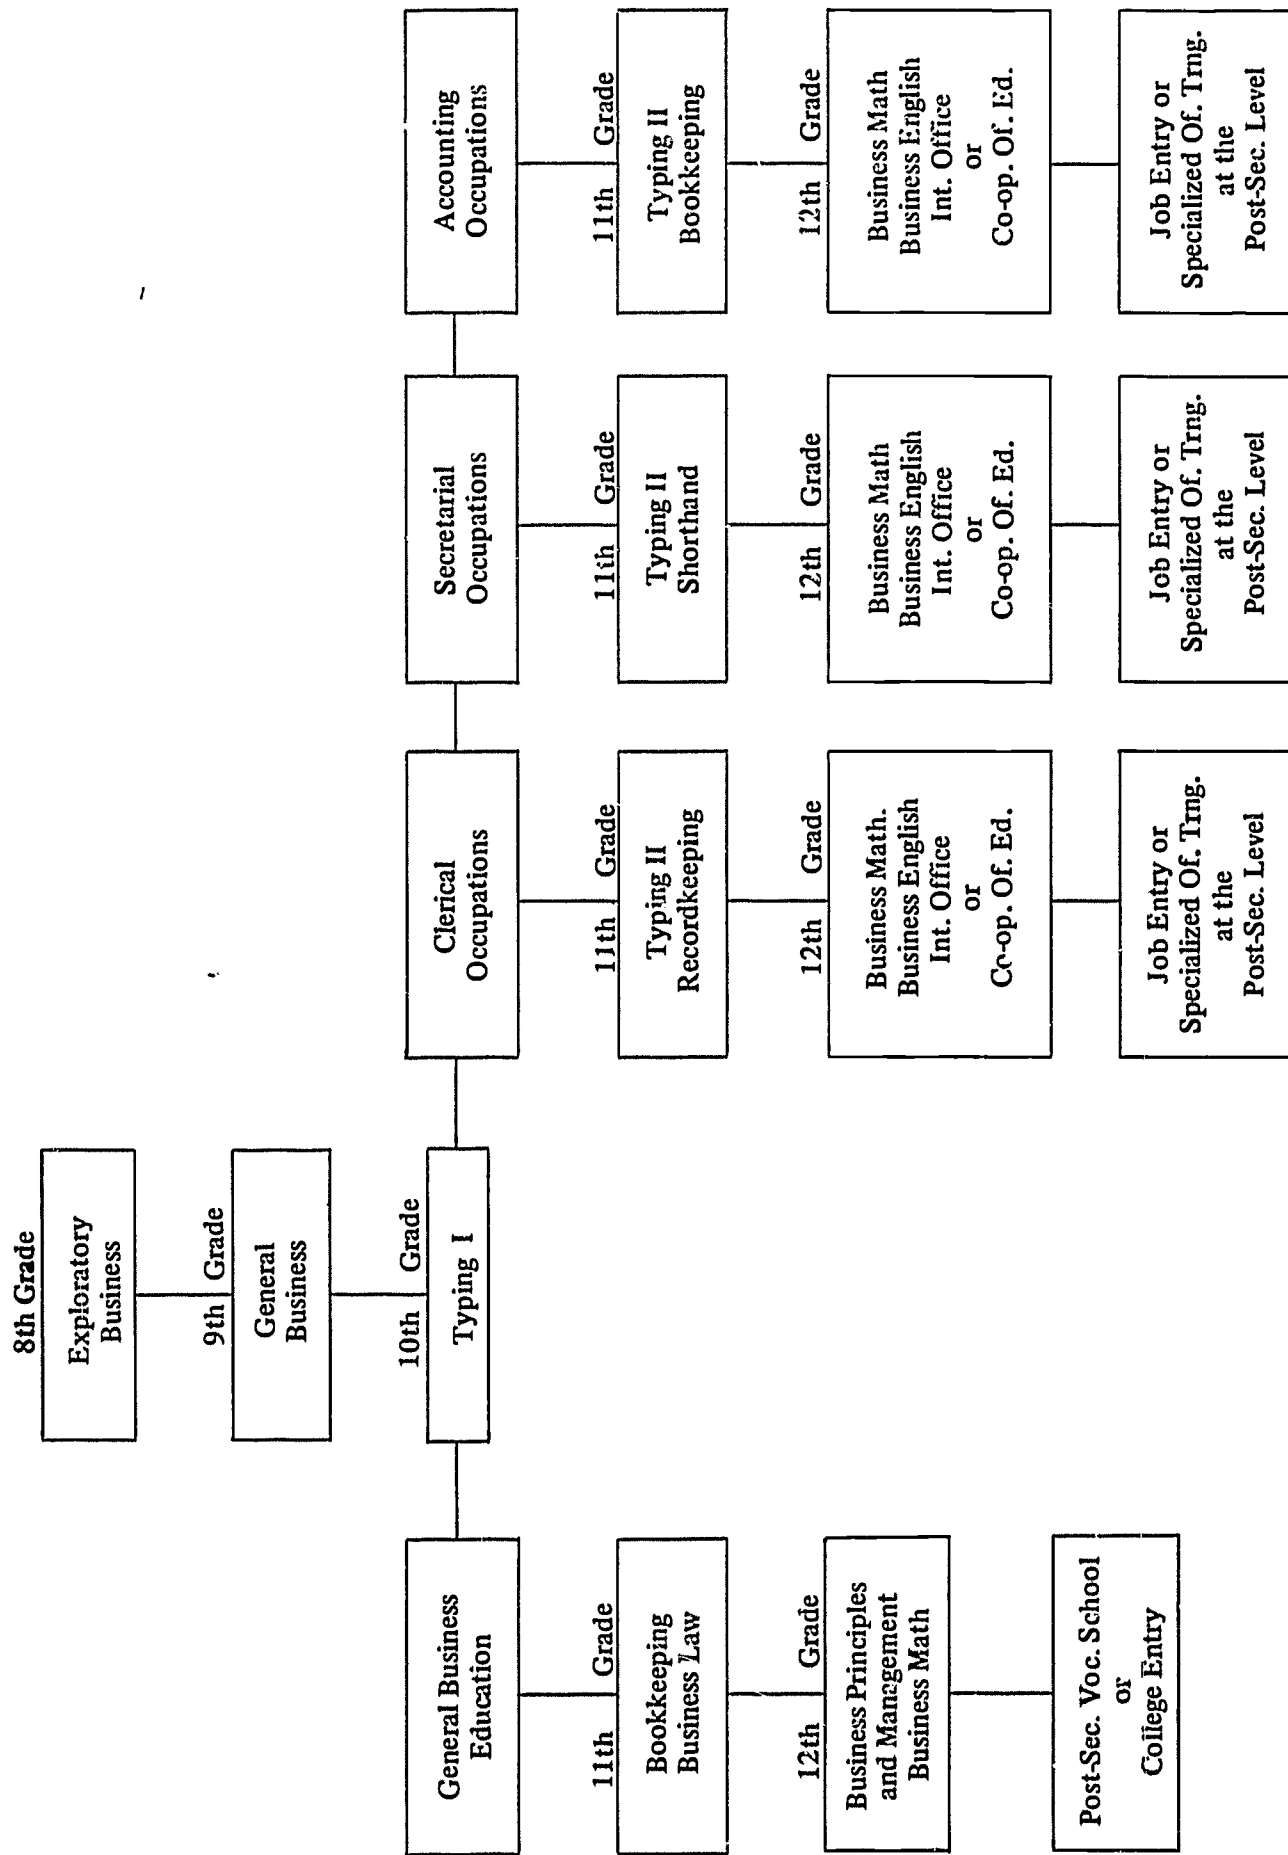 8th Grade
Exploratory
Business
9th Grade
General
Business
10th Grade
Typing I
General Business
Education
11th Grade
Bookkeeping
Business Law
12th Grade
Business Principles
and Management
Business Math
Post-Sec. Voc. School
or
College Entry
Clerical
Occupations
11th Grade
Typing II
Recordkeeping
12th Grade
Business Math.
Business English
Int. Office
or
Co-op. Of. Ed.
Job Entry or
Specialized Of. Trng.
at the
Post-Sec. Level
Secretarial
Occupations
11th Grade
Typing II
Shorthand
12th Grade
Business Math
Business English
Int. Office
or
Co-op. Of. Ed.
Job Entry or
Specialized Of. Trng.
at the
Post-Sec. Level
Accounting
Occupations
11th Grade
Typing II
Bookkeeping
12th Grade
Business Math
Business English
Int. Office
or
Co-op. Of. Ed.
Job Entry or
Specialized Of. Trng.
at the
Post-Sec. Level